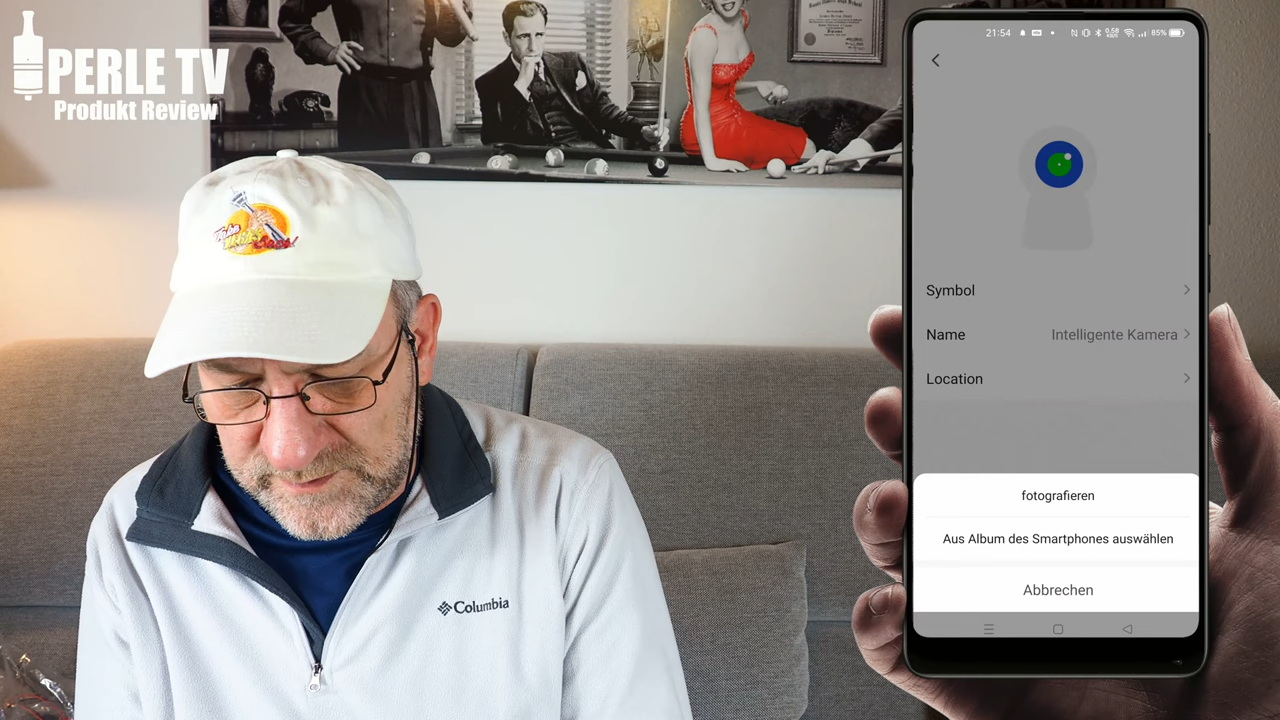 PERLE TV
Produkt Review
Columbia
21:54
85%
Symbol
Name
Intelligente Kamera
Location
fotografieren
Aus Album des Smartphones auswählen
Abbrechen